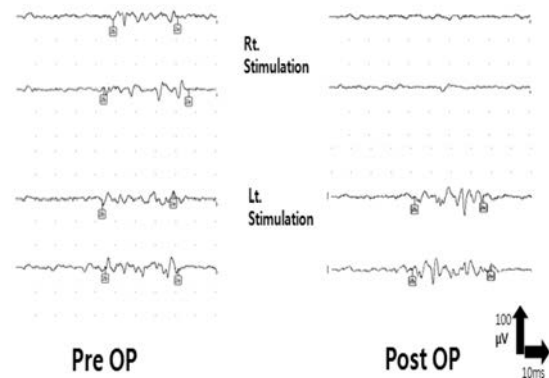 Rt.
Stimulation
Lt.
Stimulation
100
μV
10ms
Pre OP
Post OP